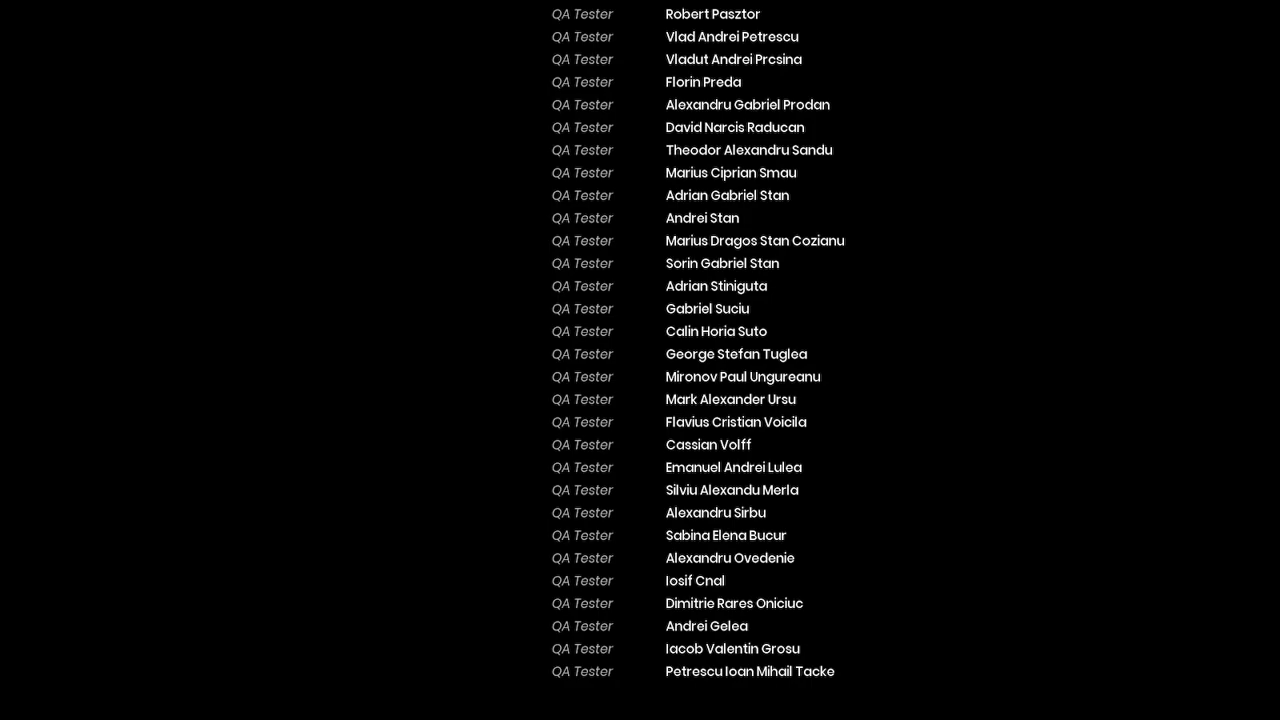 QA Tester Robert Pasztor
QA Tester Vlad Andrei Petrescu
QA Tester Vladut Andrei Prcsina
QA Tester Florin Preda
QA Tester Alexandru Gabriel Prodan
QA Tester David Narcis Raducan
QA Tester Theodor Alexandru Sandu
QA Tester Marius Ciprian Smau
QA Tester Adrian Gabriel Stan
QA Tester Andrei Stan
QA Tester Marius Dragos Stan Cozianu
QA Tester Sorin Gabriel Stan
QA Tester Adrian Stiniguta
QA Tester Gabriel Suciu
QA Tester Calin Horia Suto
QA Tester George Stefan Tuglea
QA Tester Mironov Paul Ungureanu
QA Tester Mark Alexander Ursu
QA Tester Flavius Cristian Voicila
QA Tester Cassian Volff
QA Tester Emanuel Andrei Lulea
QA Tester Silviu Alexandu Merla
QA Tester Alexandru Sirbu
QA Tester Sabina Elena Bucur
QA Tester Alexandru Ovedenie
QA Tester Iosif Cnal
QA Tester Dimitrie Rares Oniciuc
QA Tester Andrei Gelea
QA Tester Iacob Valentin Grosu
QA Tester Petrescu Ioan Mihail Tacke